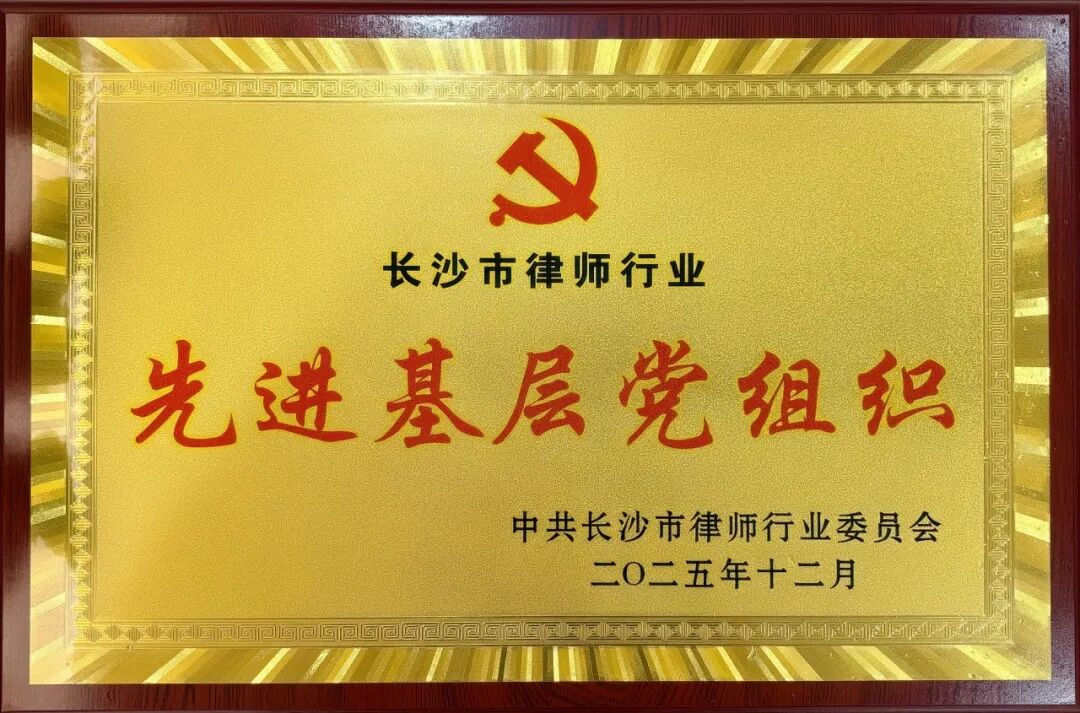 长沙市律师行业
先进基层党组织
中共长沙市律师行业委员会
二〇二五年十二月